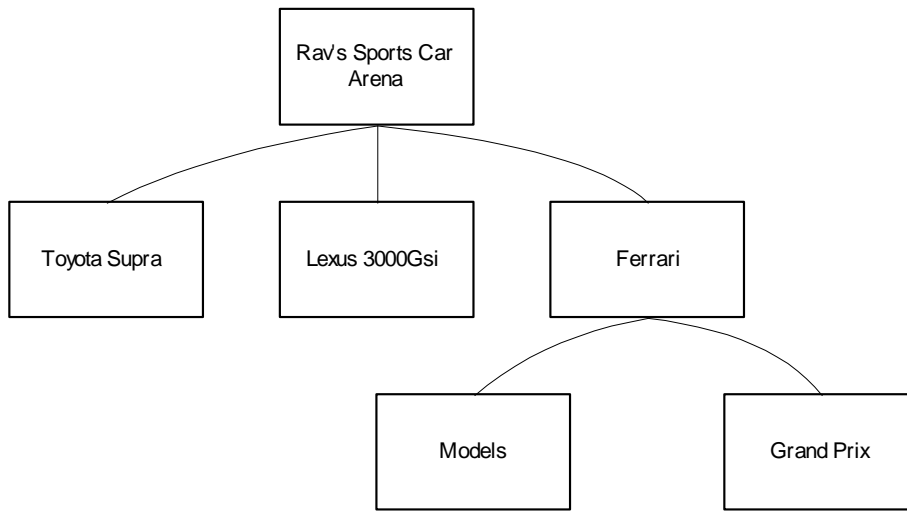 Rav's Sports Car
Arena
Toyota Supra
Lexus 3000Gsi
Ferrari
Models
Grand Prix